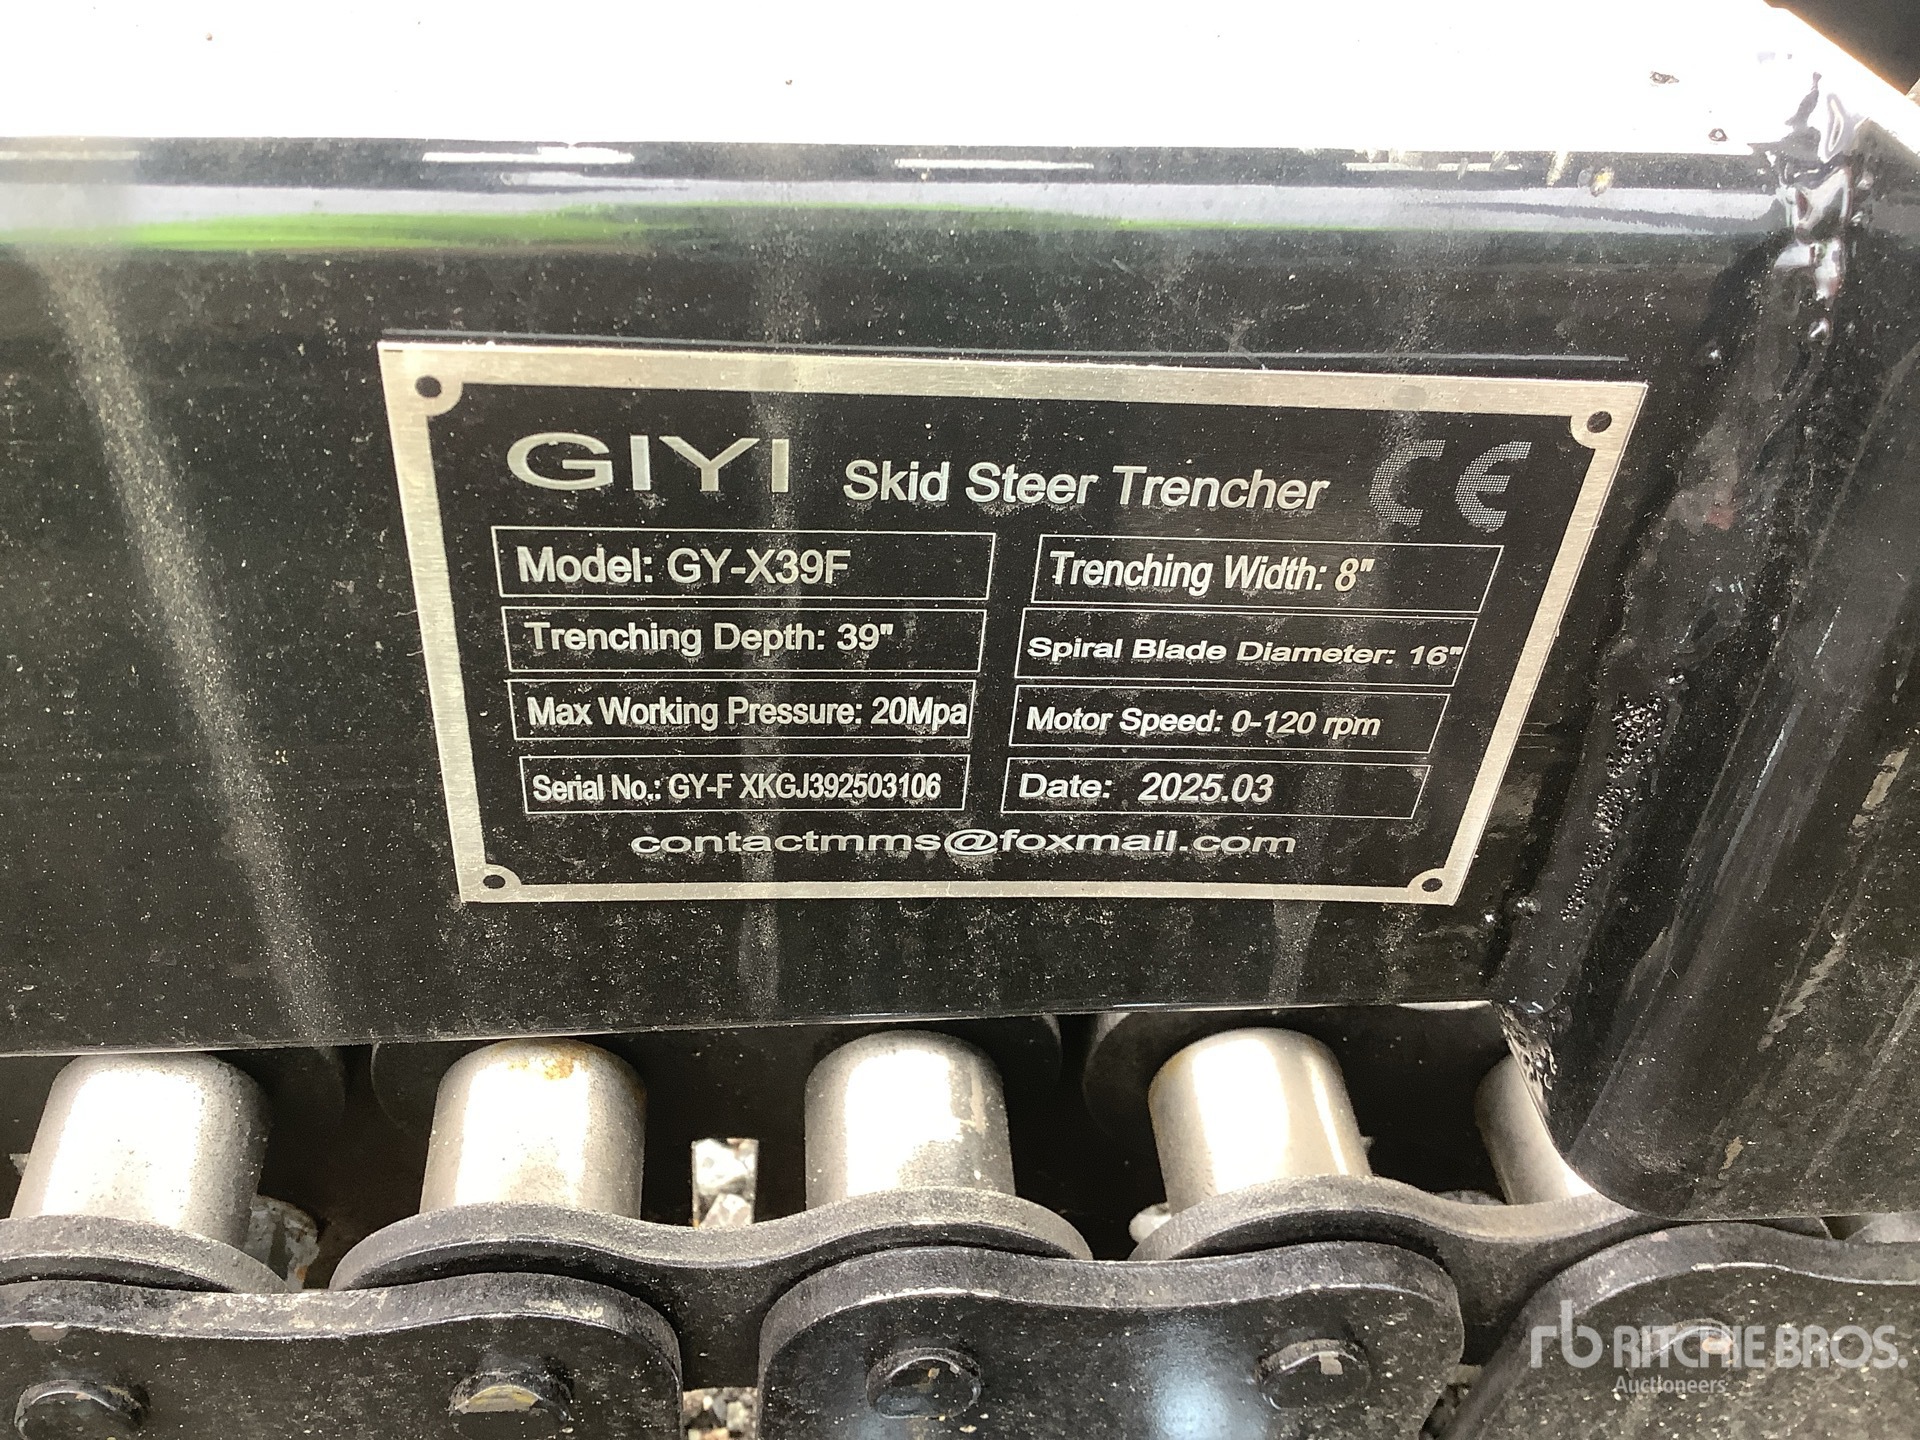 GIYI Skid Steer Trencher CE
Model: GY-X39F
Trenching Width: 8"
Trenching Depth: 39"
Spiral Blade Diameter: 16"
Max Working Pressure: 20Mpa
Motor Speed: 0-120 rpm
Serial No.: GY-F XKGJ392503106
Date: 2025.03
contactmms@foxmail.com
rb RITCHIE BROS.
Auctioneers